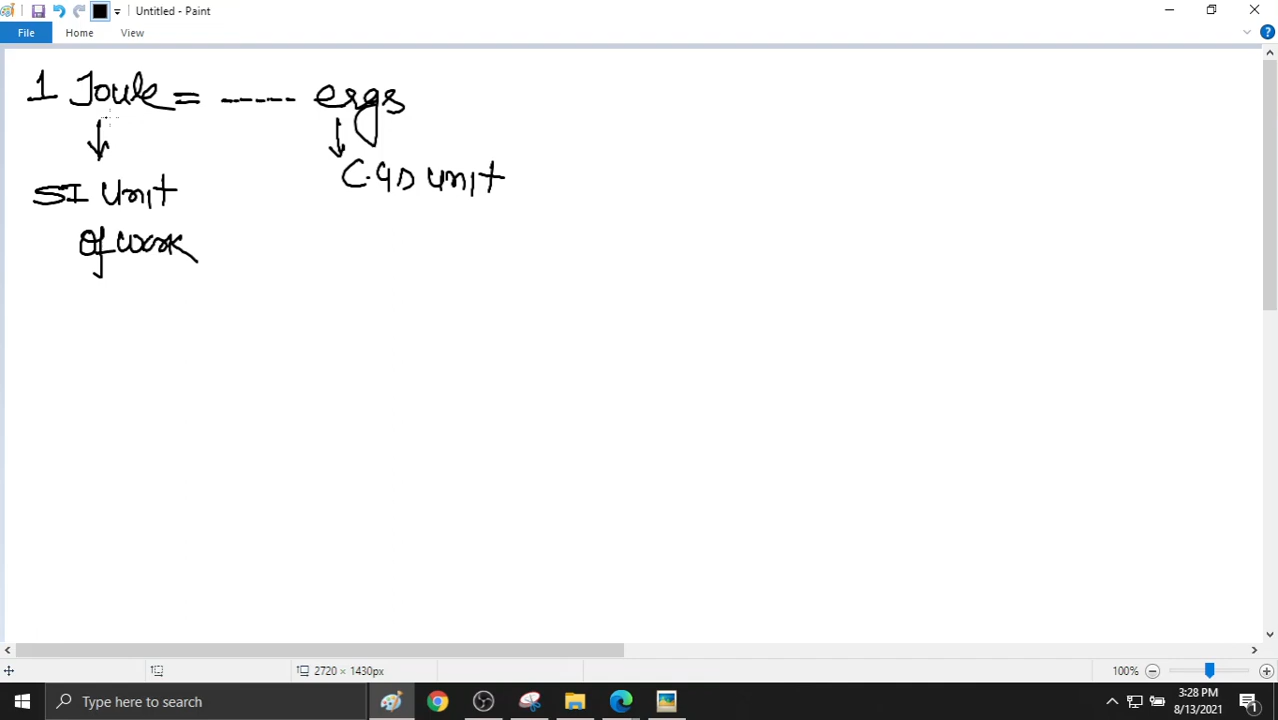 Untitled - Paint
File Home View
1 Joule = ----- ergs
SI unit
of work
C.G.S unit
2720 × 1430px
100%
Type here to search
3:28 PM
8/13/2021
1